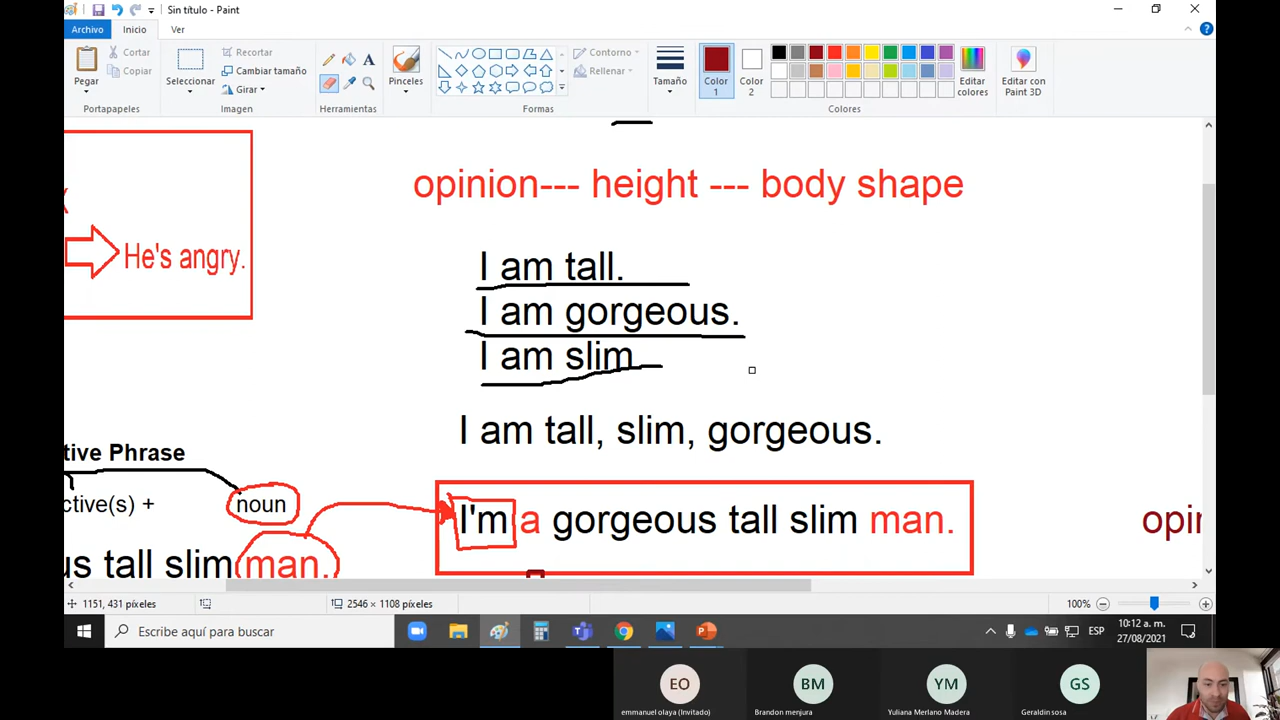 Sin título - Paint
Archivo Inicio Ver
Pegar
Cortar
Copiar
Portapapeles
Seleccionar
Recortar
Cambiar tamaño
Girar
Imagen
Herramientas
Pinceles
Contorno
Rellenar
Formas
Tamaño
Color 1
Color 2
Editar colores
Editar con Paint 3D
Colores
opinion--- height --- body shape
He's angry.
I am tall.
I am gorgeous.
I am slim
I am tall, slim, gorgeous.
tive Phrase
ctive(s) + noun
us tall slim man.
I'm a gorgeous tall slim man.
opin
1151, 431 píxeles 2546 × 1108 píxeles 100%
Escribe aquí para buscar
ESP
10:12 a. m.
27/08/2021
EO BM YM GS
emmanuel olaya (Invitado) Brandon menjura Yuliana Merlano Madera Geraldin sosa